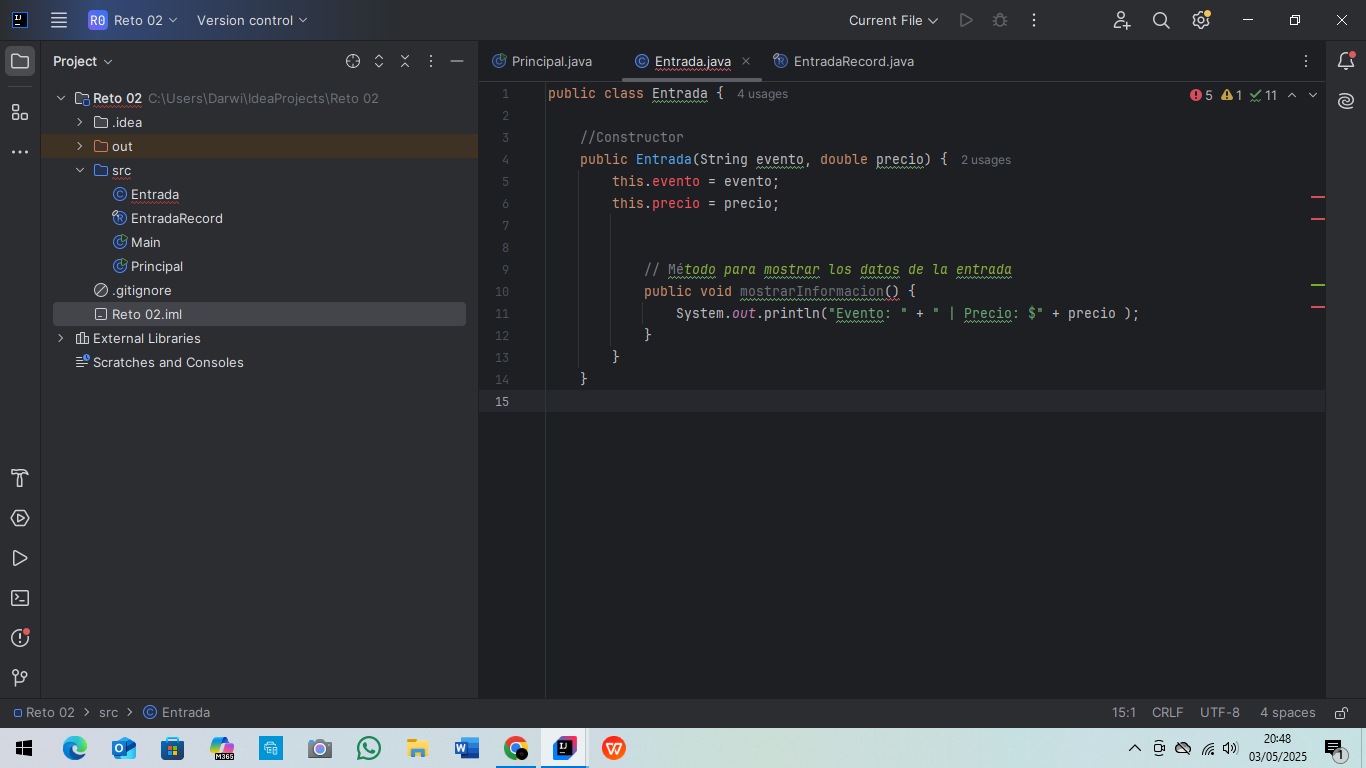 R0 Reto 02 Version control Current File
Project
Reto 02 C:\Users\Darwi\IdeaProjects\Reto 02
.idea
out
src
Entrada
EntradaRecord
Main
Principal
.gitignore
Reto 02.iml
External Libraries
Scratches and Consoles
Principal.java Entrada.java EntradaRecord.java
5 1 11
1 public class Entrada { 4 usages
2
3 //Constructor
4 public Entrada(String evento, double precio) { 2 usages
5 this.evento = evento;
6 this.precio = precio;
7
8
9 // Método para mostrar los datos de la entrada
10 public void mostrarInformacion() {
11 System.out.println("Evento: " + " | Precio: $" + precio );
12 }
13 }
14 }
15
Reto 02 > src > Entrada
15:1 CRLF UTF-8 4 spaces
M365
20:48
03/05/2025
1